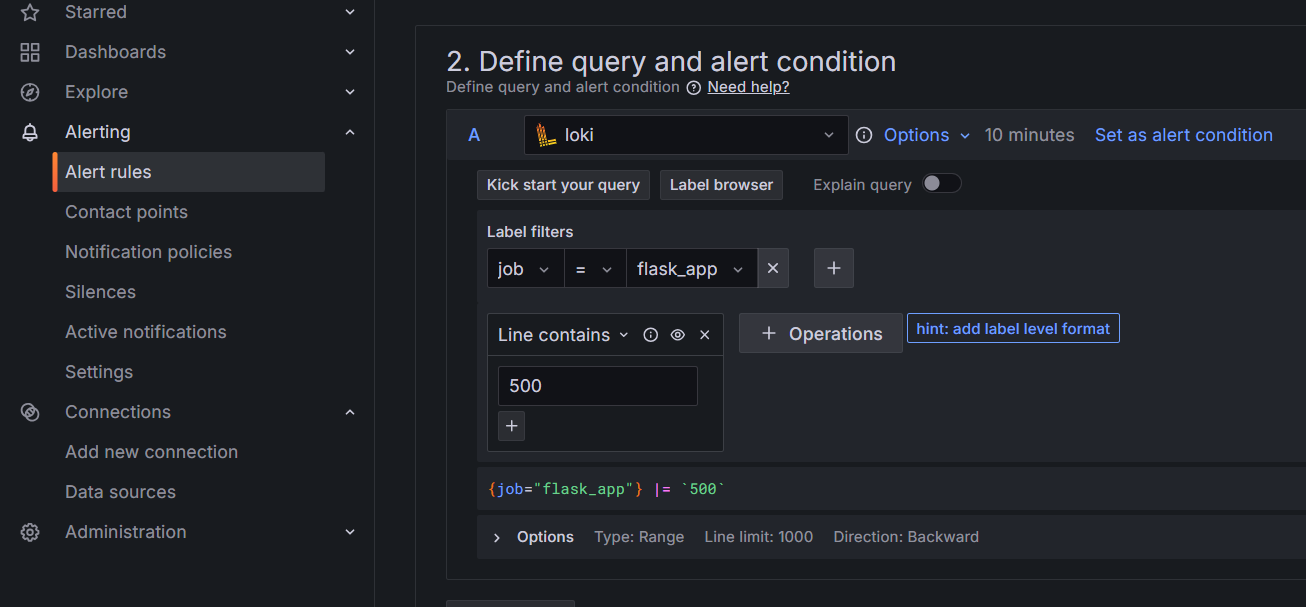 Starred
Dashboards
Explore
Alerting
Alert rules
Contact points
Notification policies
Silences
Active notifications
Settings
Connections
Add new connection
Data sources
Administration
2. Define query and alert condition
Define query and alert condition Need help?
A loki Options 10 minutes Set as alert condition
Kick start your query Label browser Explain query
Label filters
job = flask_app
Line contains + Operations hint: add label level format
500
+
{job="flask_app"} |= `500`
Options Type: Range Line limit: 1000 Direction: Backward